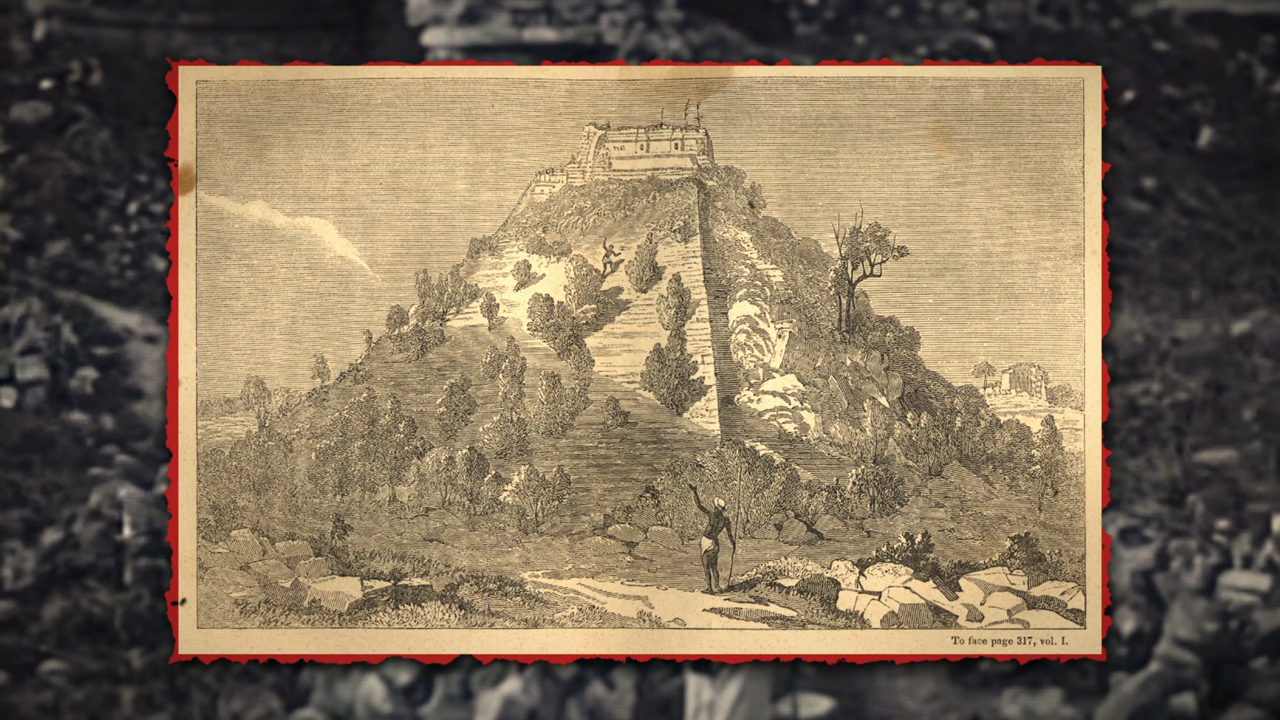 To face page 317, vol. I.